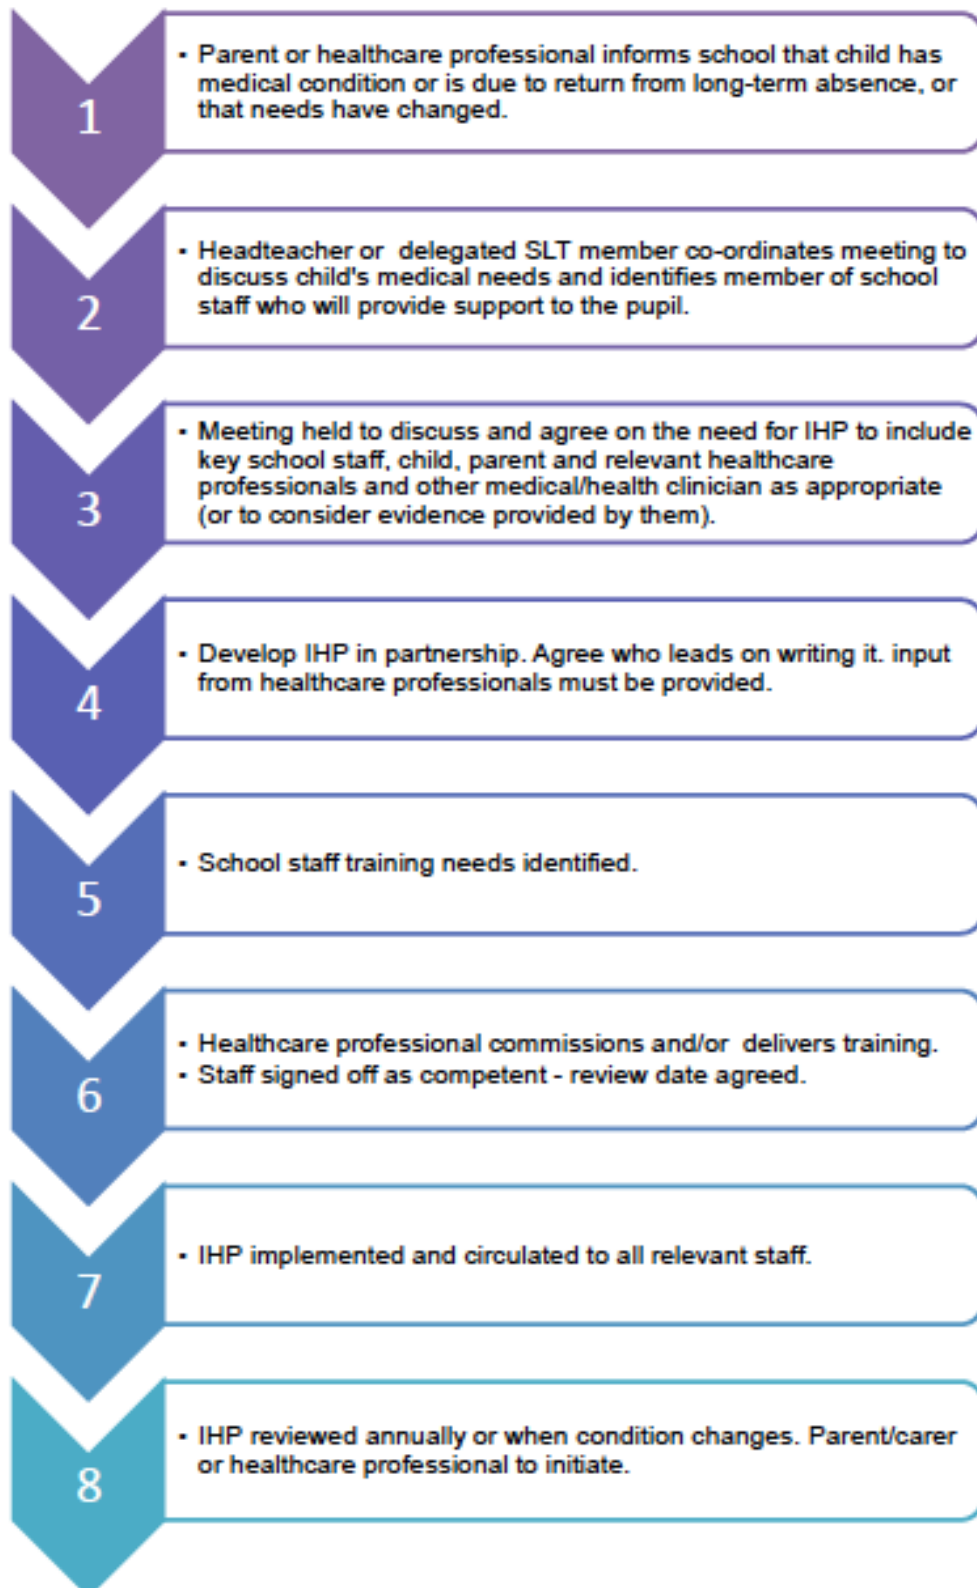 1
• Parent or healthcare professional informs school that child has
medical condition or is due to return from long-term absence, or
that needs have changed.
2
• Headteacher or  delegated SLT member co-ordinates meeting to
discuss child's medical needs and identifies member of school
staff who will provide support to the pupil.
3
• Meeting held to discuss and agree on the need for IHP to include
key school staff, child, parent and relevant healthcare
professionals and other medical/health clinician as appropriate
(or to consider evidence provided by them).
4
• Develop IHP in partnership. Agree who leads on writing it. input
from healthcare professionals must be provided.
5
• School staff training needs identified.
6
• Healthcare professional commissions and/or  delivers training.
• Staff signed off as competent - review date agreed.
7
• IHP implemented and circulated to all relevant staff.
8
• IHP reviewed annually or when condition changes. Parent/carer
or healthcare professional to initiate.